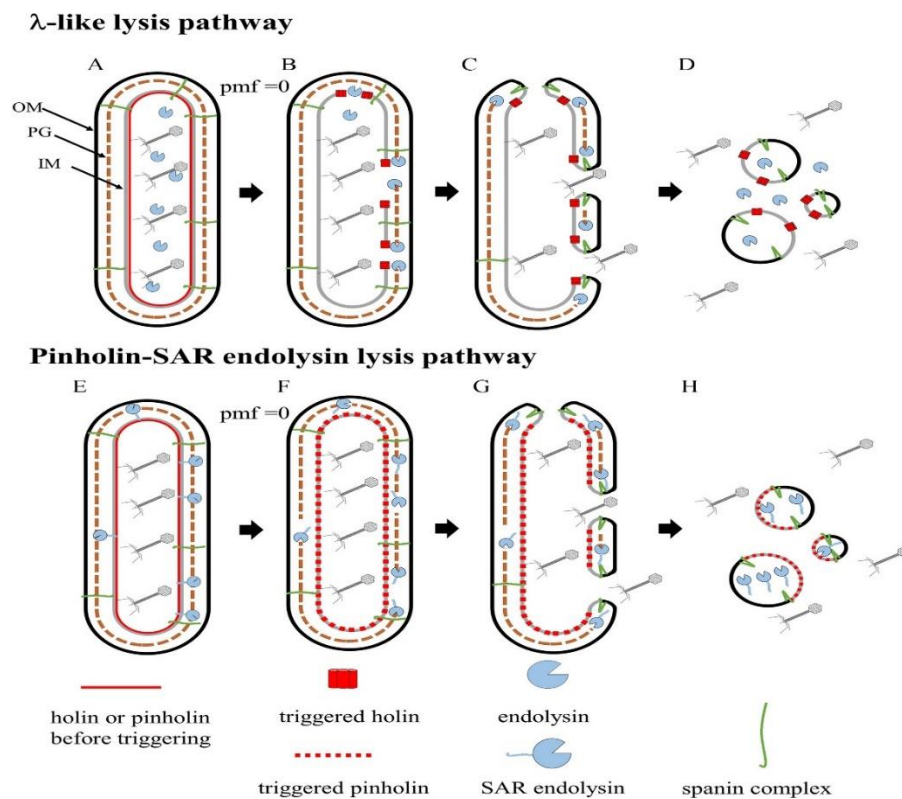 λ-like lysis pathway
A
B
C
D
pmf =0
OM
PG
IM
Pinholin-SAR endolysin lysis pathway
E
F
G
H
pmf =0
holin or pinholin
before triggering
triggered holin
endolysin
triggered pinholin
SAR endolysin
spanin complex